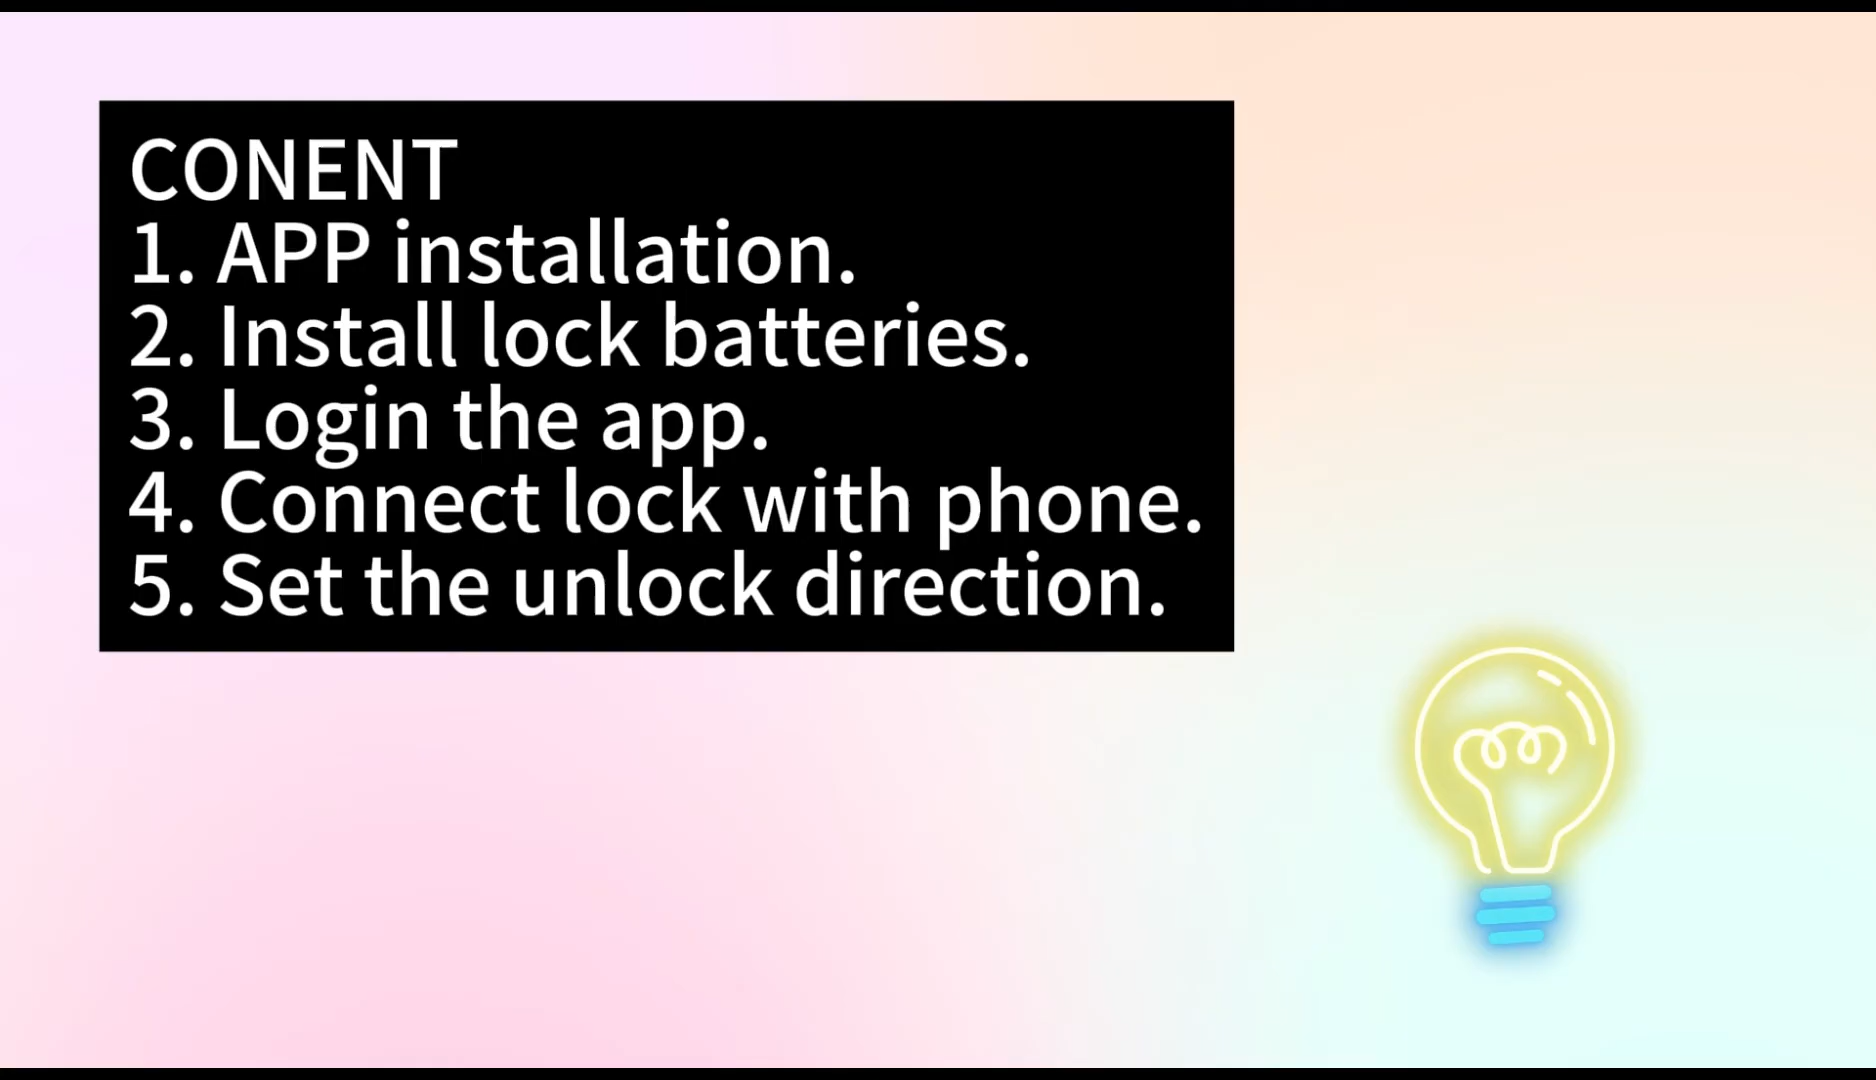 CONENT
1. APP installation.
2. Install lock batteries.
3. Login the app.
4. Connect lock with phone.
5. Set the unlock direction.